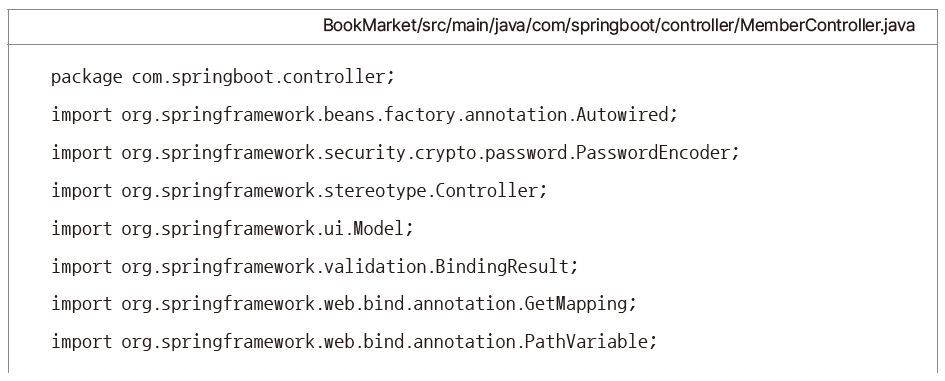 BookMarket/src/main/java/com/springboot/controller/MemberController.java
package com.springboot.controller;
import org.springframework.beans.factory.annotation.Autowired;
import org.springframework.security.crypto.password.PasswordEncoder;
import org.springframework.stereotype.Controller;
import org.springframework.ui.Model;
import org.springframework.validation.BindingResult;
import org.springframework.web.bind.annotation.GetMapping;
import org.springframework.web.bind.annotation.PathVariable;